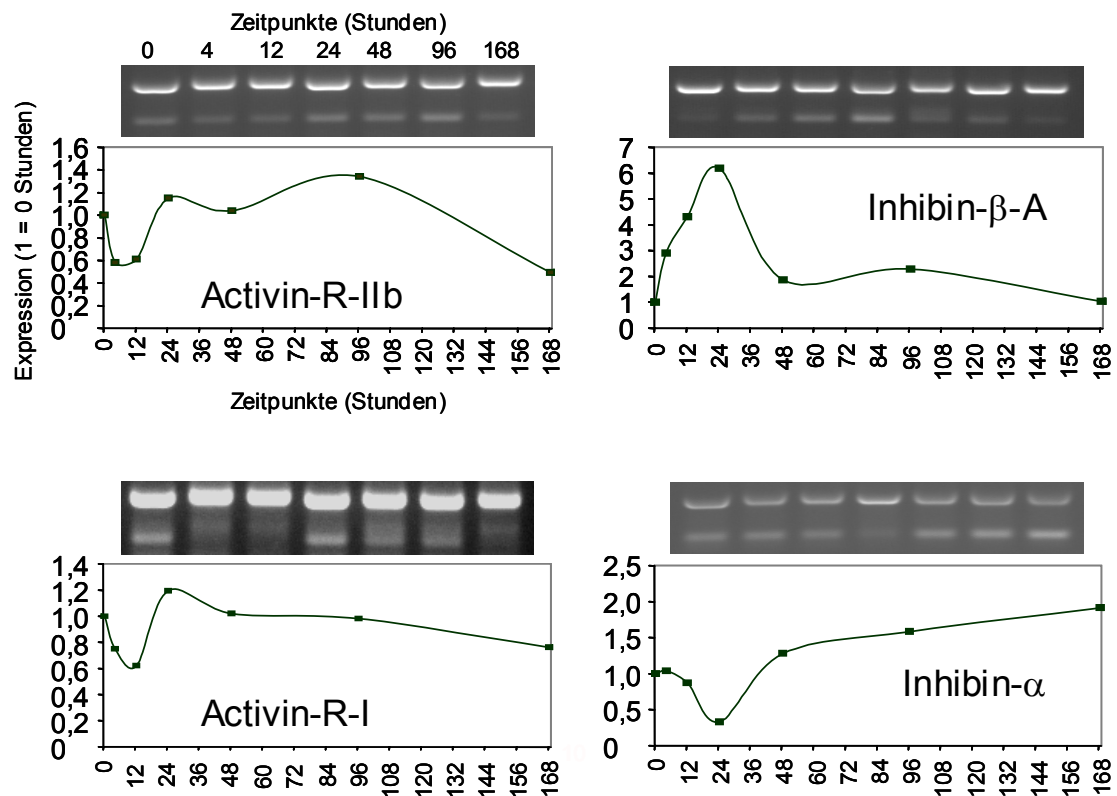 Zeitpunkte (Stunden)
0 4 12 24 48 96 168
Expression (1 = 0 Stunden)
1,6
1,4
1,2
1,0
0,8
0,6
0,4
0,2
0
Activin-R-IIb
0 12 24 36 48 60 72 84 96 108 120 132 144 156 168
Zeitpunkte (Stunden)
7
6
5
4
3
2
1
0
Inhibin-β-A
0 12 24 36 48 60 72 84 96 108 120 132 144 156 168
1,4
1,2
1,0
0,8
0,6
0,4
0,2
0
Activin-R-I
0 12 24 36 48 60 72 84 96 108 120 132 144 156 168
2,5
2,0
1,5
1,0
0,5
0
Inhibin-α
0 12 24 36 48 60 72 84 96 108 120 132 144 156 168